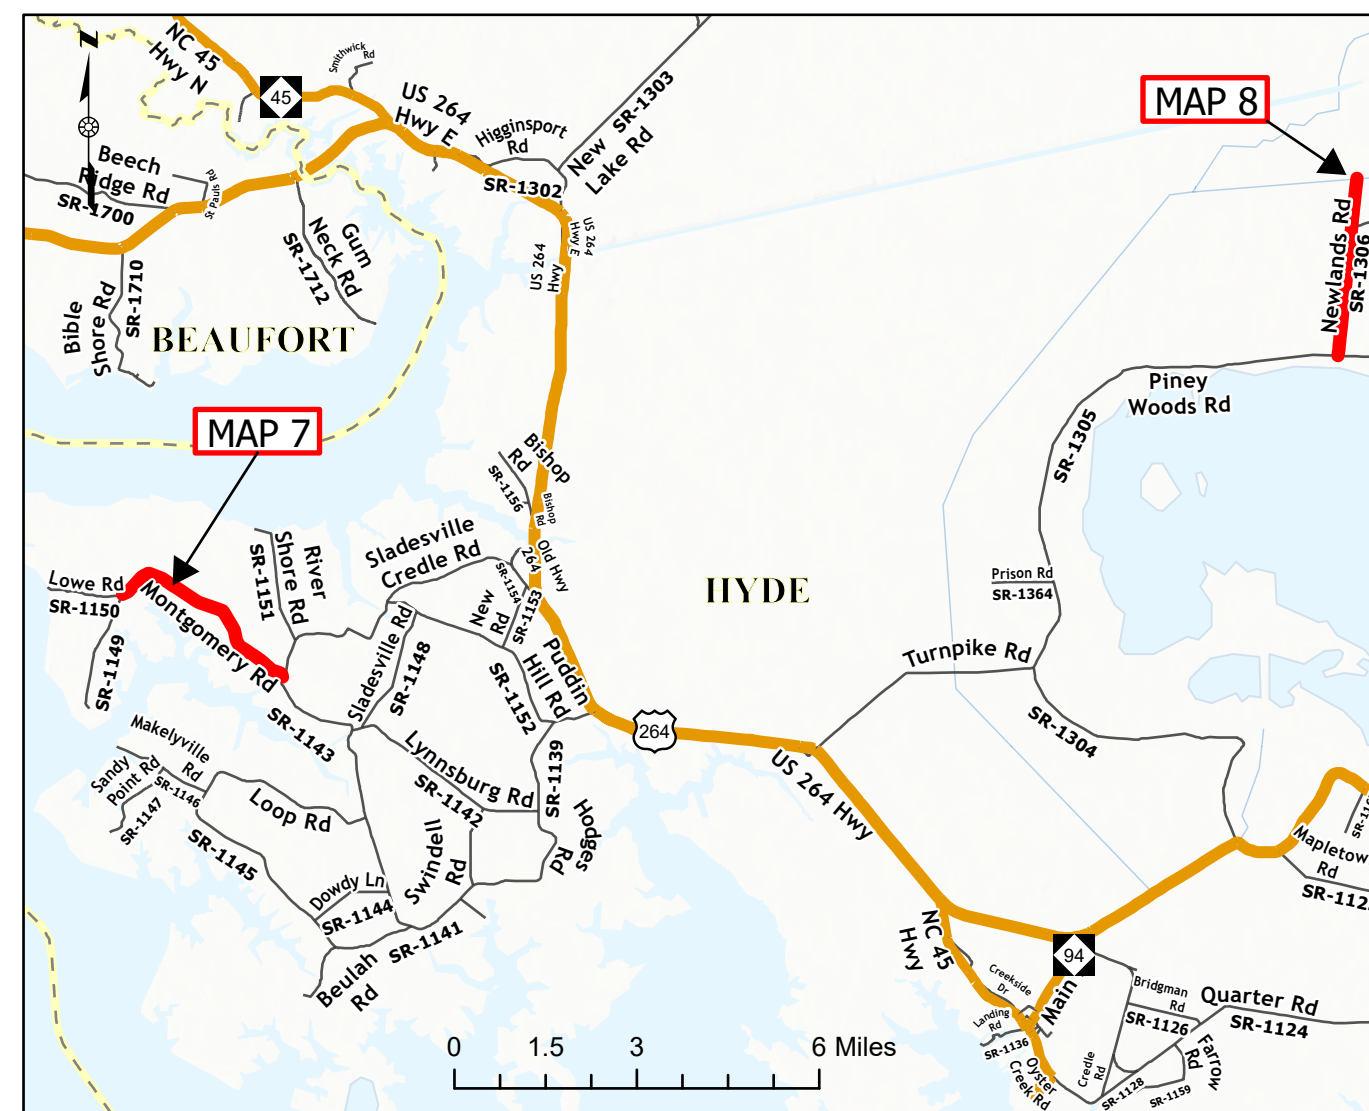 N
NC 45
Hwy N
45
Smithwick
Rd
US 264
Hwy E
Higginsport
Rd
New SR-1303
Lake Rd
SR-1302
MAP 8
Beech
Ridge Rd
SR-1700
St Pauls Rd
Gum
Neck Rd
SR-1712
US 264
Hwy
US 264
Hwy E
Newlands Rd
SR-1306
Bible
Shore Rd
SR-1710
BEAUFORT
Piney
Woods Rd
SR-1305
MAP 7
Bishop
Rd
SR-1156
Bishop
Rd
Old Hwy
264
Sladesville
Credle Rd
River
Shore Rd
SR-1151
Lowe Rd
SR-1150
SR-1149
Montgomery Rd
SR-1143
Sladesville Rd
SR-1148
New
Rd
SR-1154
SR-1153
Puddin
Hill Rd
SR-1152
HYDE
Prison Rd
SR-1364
Turnpike Rd
SR-1304
264
US 264 Hwy
Makelyville
Rd
Sandy
Point Rd
SR-1146
SR-1147
Loop Rd
SR-1145
Lynnsburg Rd
SR-1142
SR-1139
Hodges
Rd
Swindell
Rd
Dowdy Ln
SR-1144
SR-1141
Beulah
Rd
Mapletow
Rd
SR-112
SR-11
NC 45
Hwy
94
Creekside
Dr
Main
Landing
Rd
SR-1136
Oyster
Creek Rd
Bridgman
Rd
SR-1126
Quarter Rd
SR-1124
Farrow
Rd
Credle
Rd
SR-1128
SR-1159
0 1.5 3 6 Miles